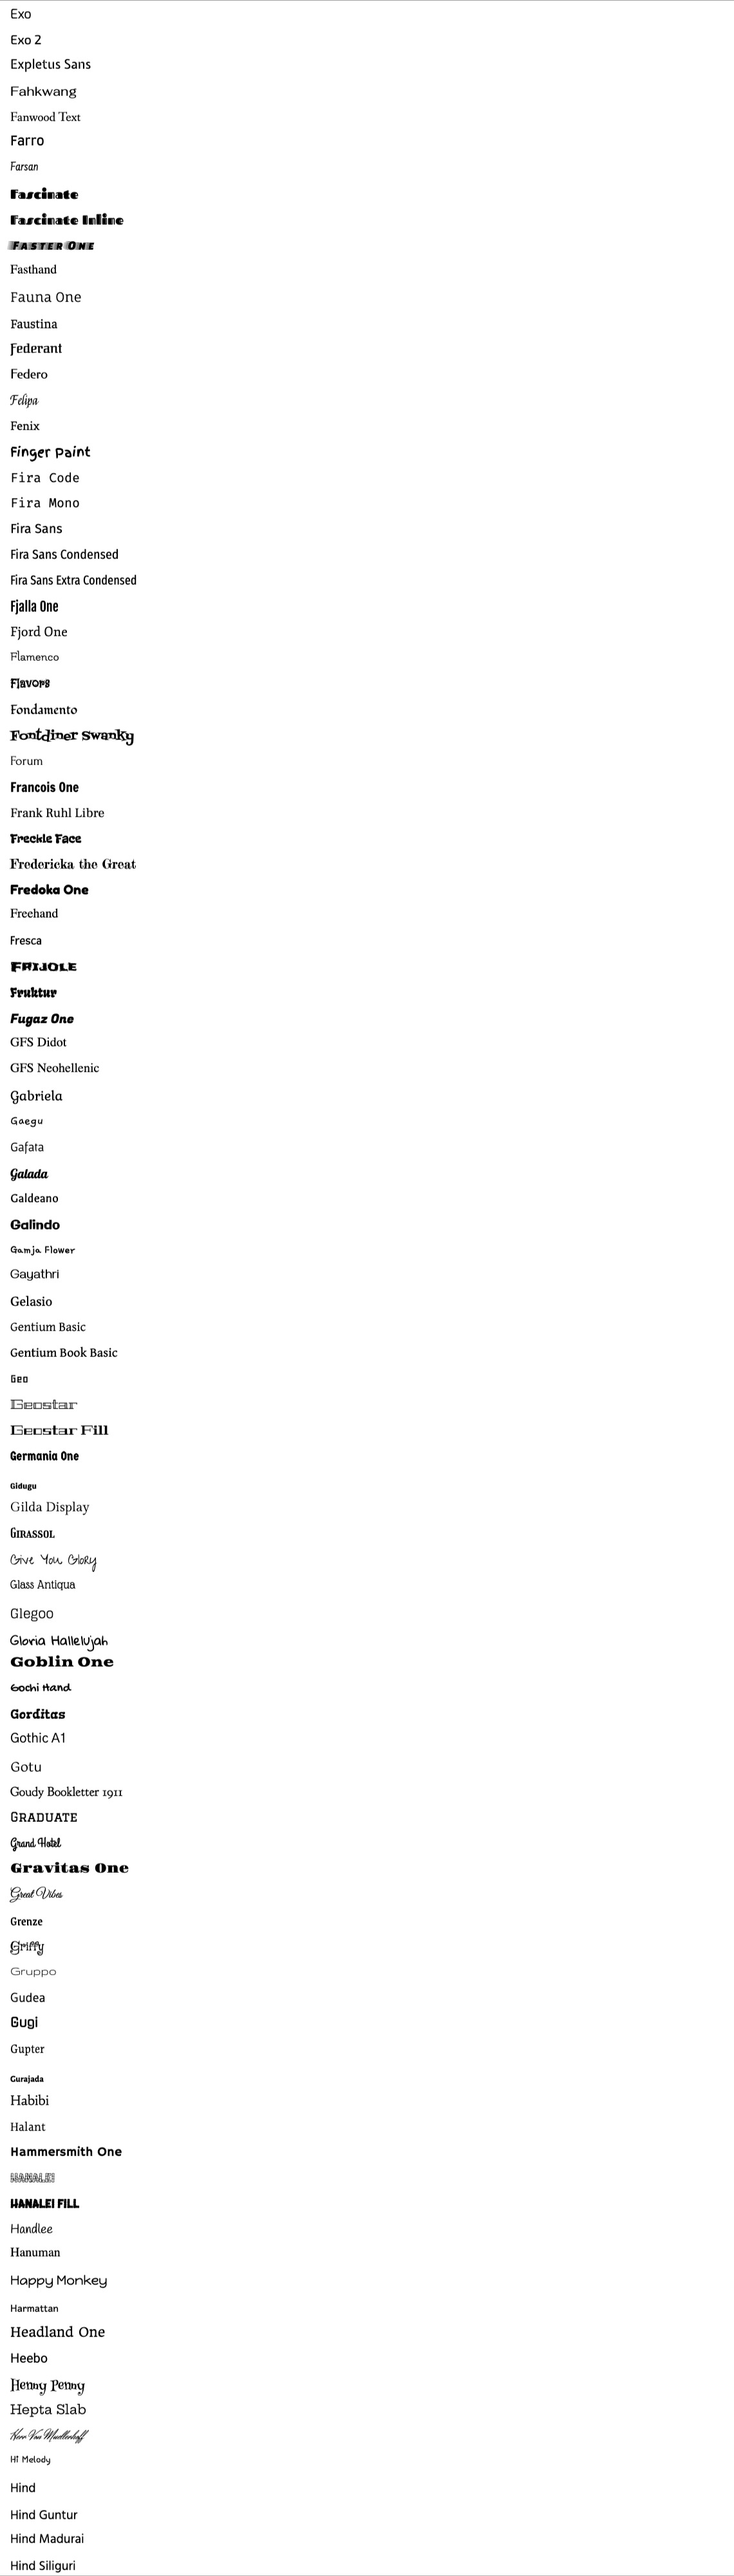 Exo
Exo 2
Expletus Sans
Fahkwang
Fanwood Text
Farro
Farsan
Fascinate
Fascinate Inline
Faster One
Fasthand
Fauna One
Faustina
Federant
Federo
Felipa
Fenix
Finger Paint
Fira Code
Fira Mono
Fira Sans
Fira Sans Condensed
Fira Sans Extra Condensed
Fjalla One
Fjord One
Flamenco
Flavors
Fondamento
Fontdiner Swanky
Forum
Francois One
Frank Ruhl Libre
Freckle Face
Fredericka the Great
Fredoka One
Freehand
Fresca
Frijole
Fruktur
Fugaz One
GFS Didot
GFS Neohellenic
Gabriela
Gaegu
Gafata
Galada
Galdeano
Galindo
Gamja Flower
Gayathri
Gelasio
Gentium Basic
Gentium Book Basic
Geo
Geostar
Geostar Fill
Germania One
Gidugu
Gilda Display
Girassol
Give You Glory
Glass Antiqua
Glegoo
Gloria Hallelujah
Goblin One
Gochi Hand
Gorditas
Gothic A1
Gotu
Goudy Bookletter 1911
Graduate
Grand Hotel
Gravitas One
Great Vibes
Grenze
Griffy
Gruppo
Gudea
Gugi
Gupter
Gurajada
Habibi
Halant
Hammersmith One
Hanalei
Hanalei Fill
Handlee
Hanuman
Happy Monkey
Harmattan
Headland One
Heebo
Henny Penny
Hepta Slab
Herr Von Muellerhoff
Hi Melody
Hind
Hind Guntur
Hind Madurai
Hind Siliguri